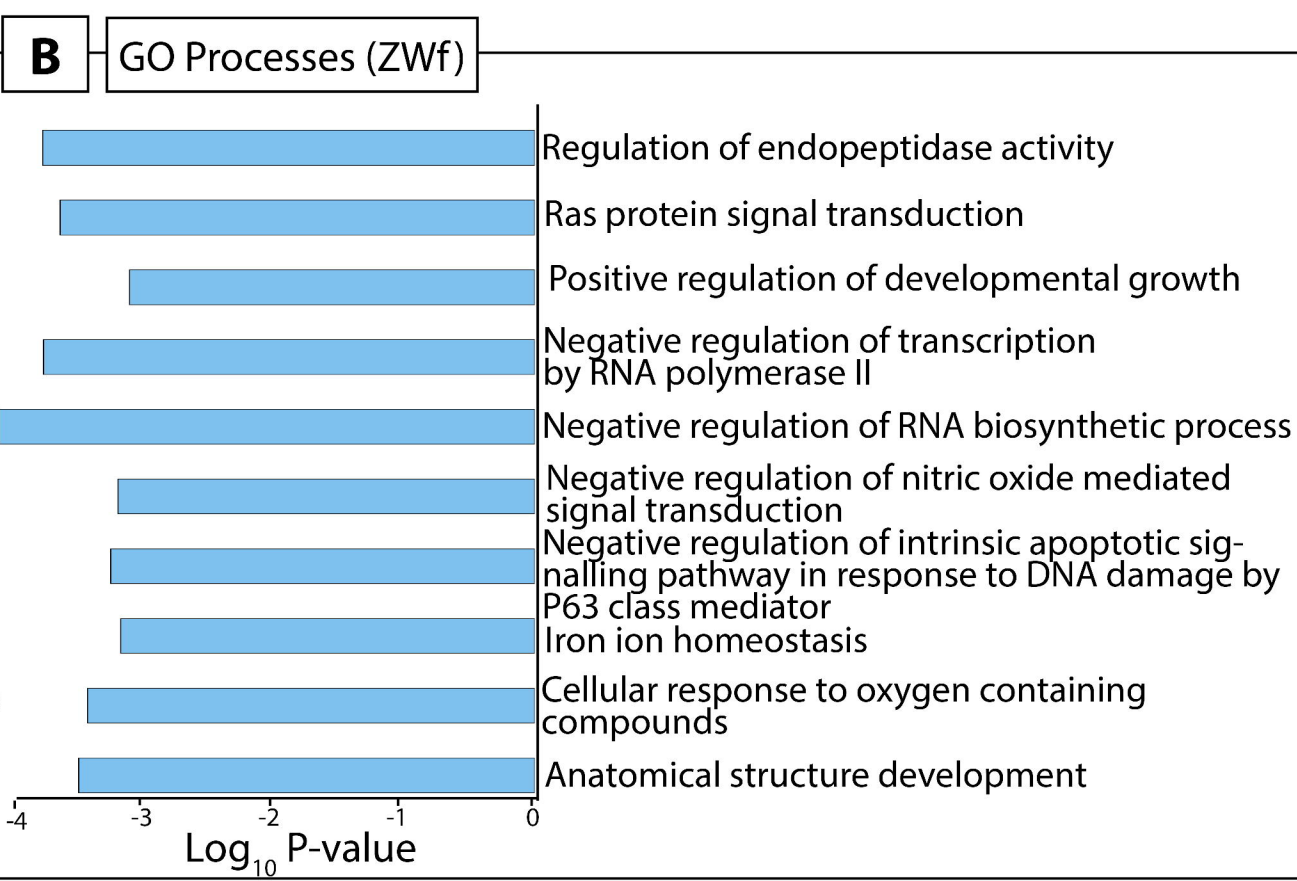 B
GO Processes (ZWf)
Regulation of endopeptidase activity
Ras protein signal transduction
Positive regulation of developmental growth
Negative regulation of transcription
by RNA polymerase II
Negative regulation of RNA biosynthetic process
Negative regulation of nitric oxide mediated
signal transduction
Negative regulation of intrinsic apoptotic sig-
nalling pathway in response to DNA damage by
P63 class mediator
Iron ion homeostasis
Cellular response to oxygen containing
compounds
Anatomical structure development
-4 -3 -2 -1 0
Log10 P-value